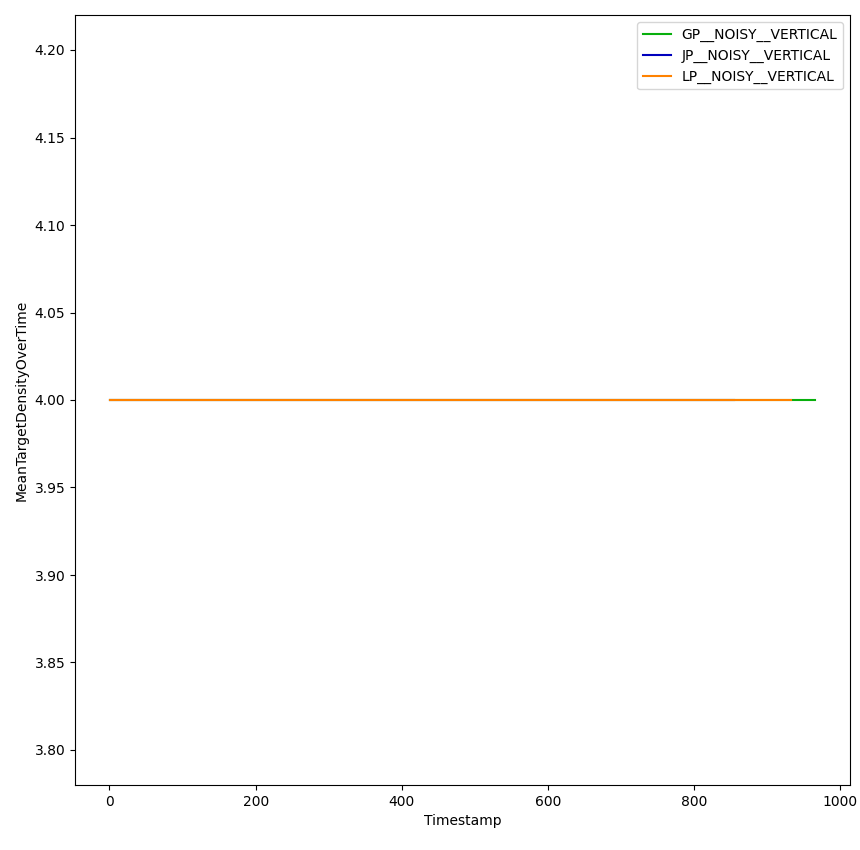 GP__NOISY__VERTICAL
JP__NOISY__VERTICAL
LP__NOISY__VERTICAL
4.20
4.15
4.10
4.05
4.00
3.95
3.90
3.85
3.80
MeanTargetDensityOverTime
0 200 400 600 800 1000
Timestamp